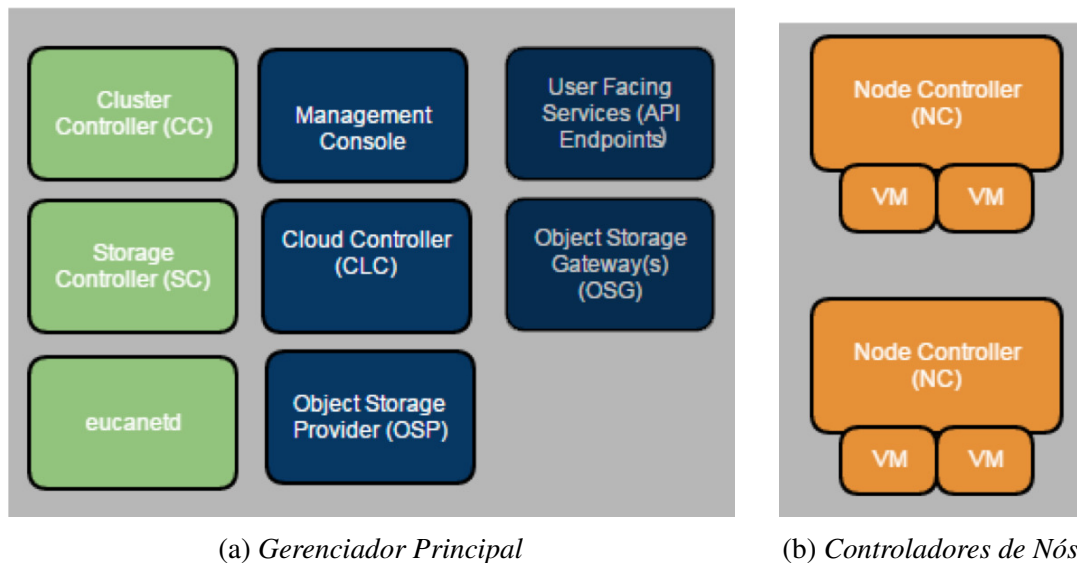 Cluster
Controller (CC)
Management
Console
User Facing
Services (API
Endpoints)
Storage
Controller (SC)
Cloud Controller
(CLC)
Object Storage
Gateway(s)
(OSG)
eucanetd
Object Storage
Provider (OSP)
(a) Gerenciador Principal
Node Controller
(NC)
VM
VM
Node Controller
(NC)
VM
VM
(b) Controladores de Nós